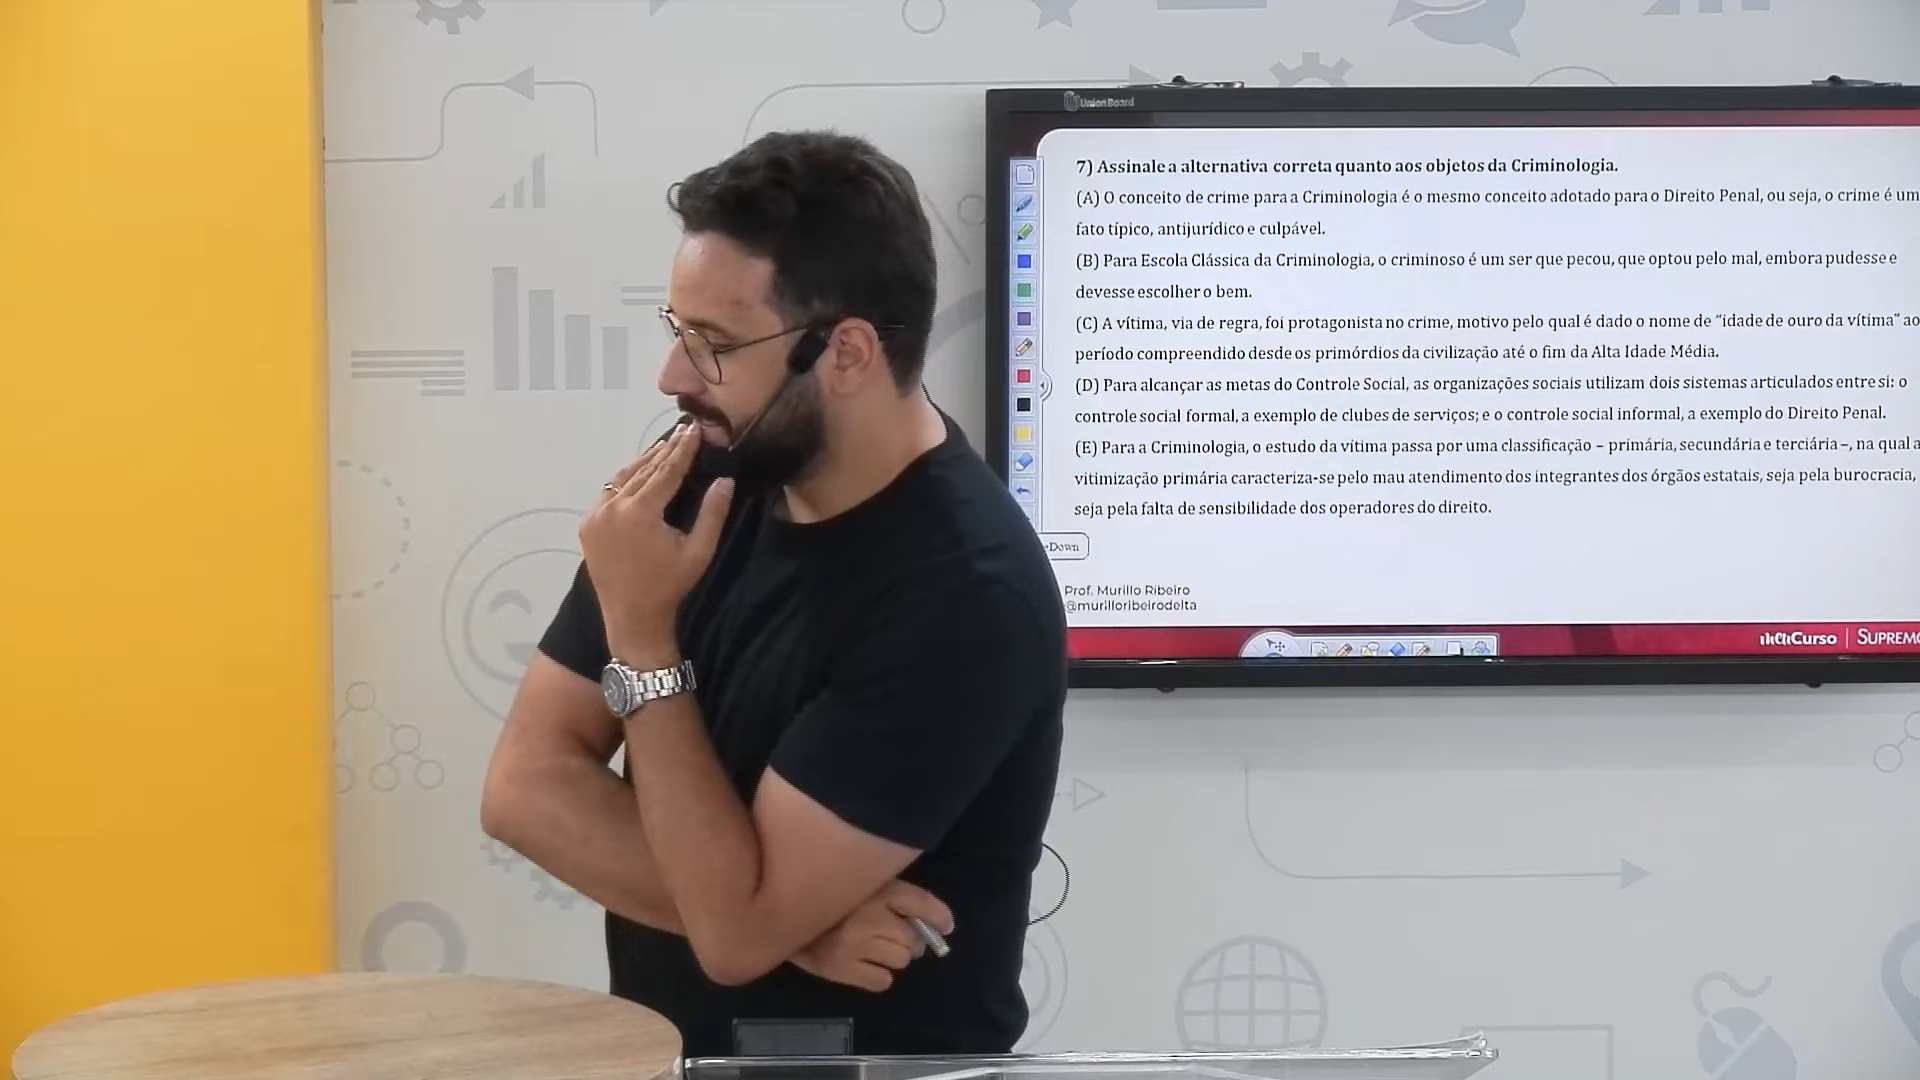 UnionBoard
7) Assinale a alternativa correta quanto aos objetos da Criminologia.
(A) O conceito de crime para a Criminologia é o mesmo conceito adotado para o Direito Penal, ou seja, o crime é um
fato típico, antijurídico e culpável.
(B) Para Escola Clássica da Criminologia, o criminoso é um ser que pecou, que optou pelo mal, embora pudesse e
devesse escolher o bem.
(C) A vítima, via de regra, foi protagonista no crime, motivo pelo qual é dado o nome de “idade de ouro da vítima” ao
período compreendido desde os primórdios da civilização até o fim da Alta Idade Média.
(D) Para alcançar as metas do Controle Social, as organizações sociais utilizam dois sistemas articulados entre si: o
controle social formal, a exemplo de clubes de serviços; e o controle social informal, a exemplo do Direito Penal.
(E) Para a Criminologia, o estudo da vítima passa por uma classificação – primária, secundária e terciária –, na qual a
vitimização primária caracteriza-se pelo mau atendimento dos integrantes dos órgãos estatais, seja pela burocracia,
seja pela falta de sensibilidade dos operadores do direito.
eDown
Prof. Murillo Ribeiro
@murilloribeirodelta
Curso | SUPREMO